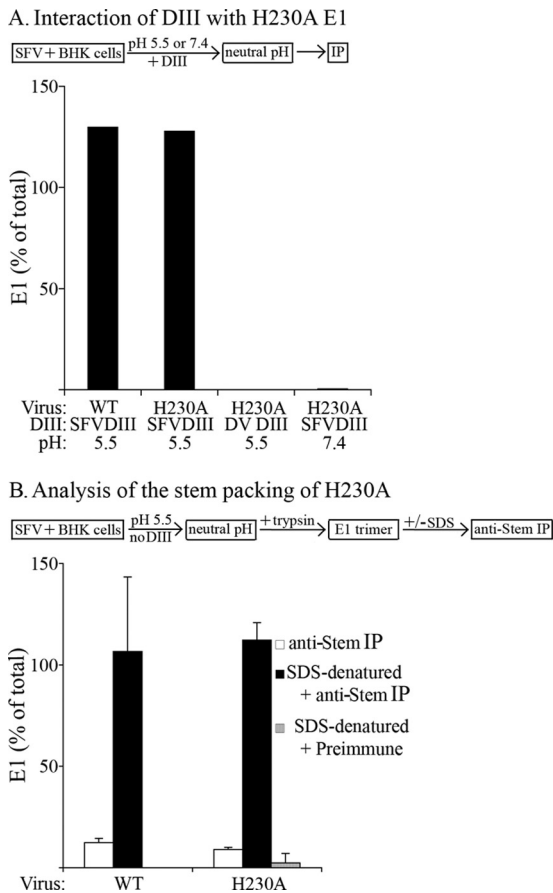 A. Interaction of DIII with H230A E1
SFV+BHK cells pH 5.5 or 7.4 + DIII neutral pH IP
150
100
50
E1 (% of total)
Virus: WT H230A H230A H230A
DIII: SFVDIII SFVDIII DV DIII SFVDIII
pH: 5.5 5.5 5.5 7.4
B. Analysis of the stem packing of H230A
SFV+BHK cells pH 5.5 noDIII neutral pH +trypsin E1 trimer +/-SDS anti-Stem IP
150
100
50
E1 (% of total)
anti-Stem IP
SDS-denatured
+ anti-Stem IP
SDS-denatured
+ Preimmune
Virus: WT H230A